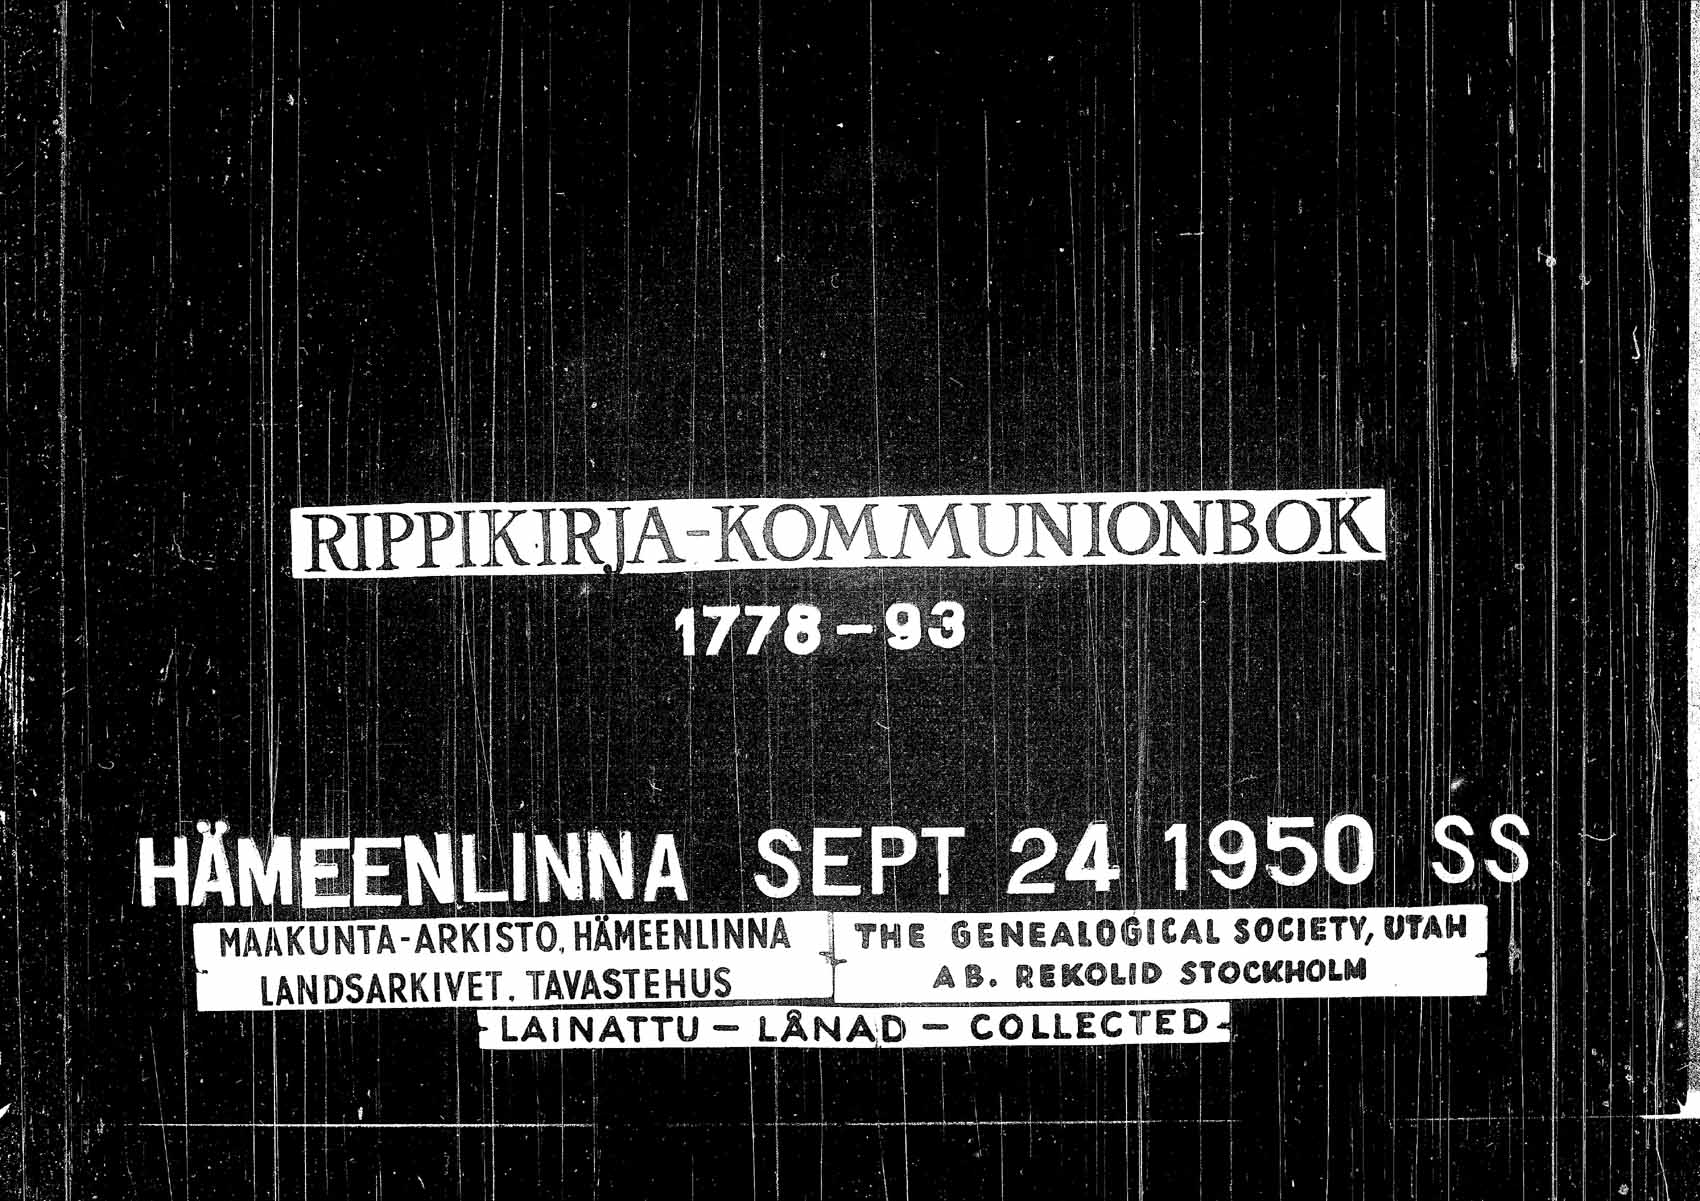 RIPPIKIRJA-KOMMUNIONBOK
1778-93
HÄMEENLINNA SEPT 24 1950 SS
MAAKUNTA-ARKISTO, HÄMEENLINNA
LANDSARKIVET. TAVASTEHUS
THE GENEALOGICAL SOCIETY, UTAH
AB. REKOLID STOCKHOLM
-LAINATTU - LÅNAD - COLLECTED-